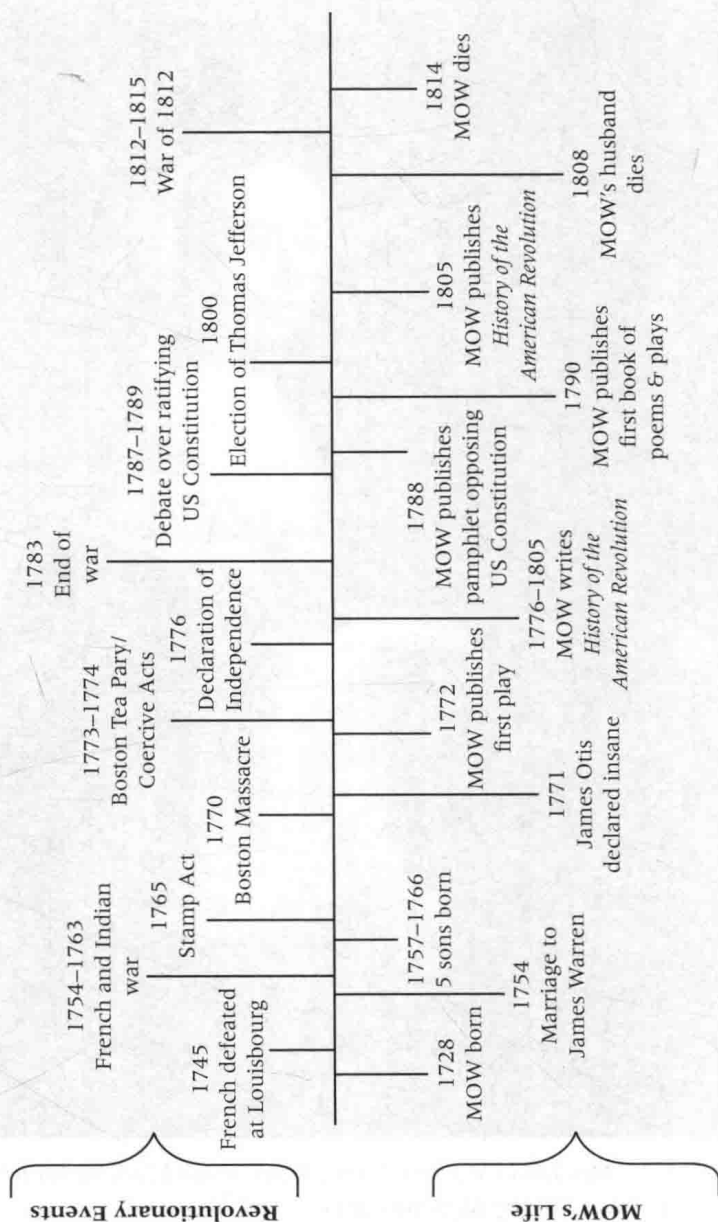 Revolutionary Events
1745
French defeated
at Louisbourg
1754–1763
French and Indian
war
1765
Stamp Act
1770
Boston Massacre
1773–1774
Boston Tea Pary/
Coercive Acts
1776
Declaration of
Independence
1783
End of
war
1787–1789
Debate over ratifying
US Constitution
1800
Election of Thomas Jefferson
1812–1815
War of 1812
MOW's Life
1728
MOW born
1754
Marriage to
James Warren
1757–1766
5 sons born
1771
James Otis
declared insane
1772
MOW publishes
first play
1776–1805
MOW writes
History of the
American Revolution
1788
MOW publishes
pamphlet opposing
US Constitution
1790
MOW publishes
first book of
poems & plays
1805
MOW publishes
History of the
American Revolution
1808
MOW's husband
dies
1814
MOW dies